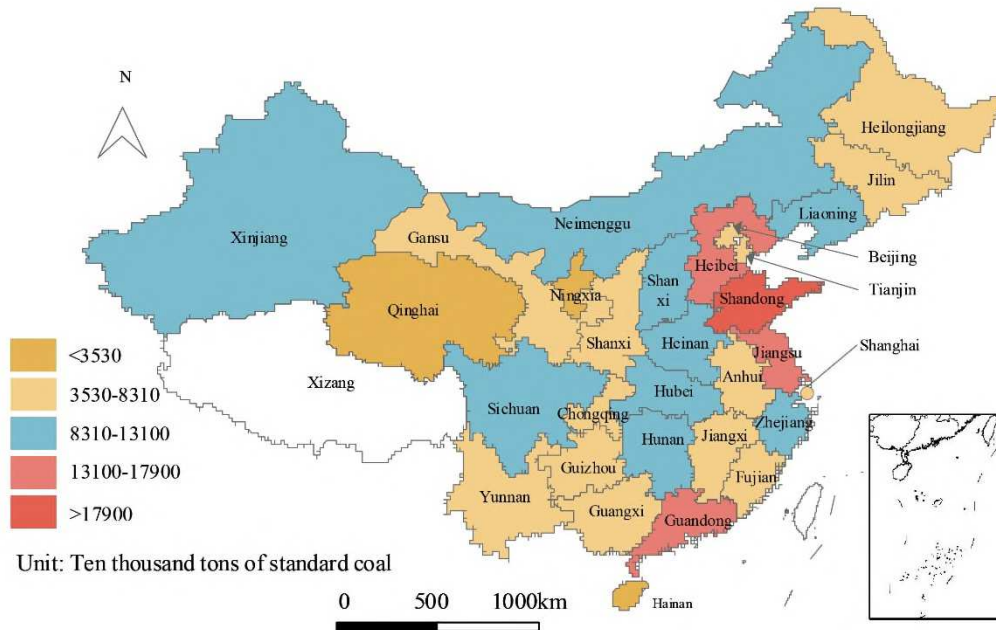 N
Heilongjiang
Jilin
Liaoning
Xinjiang
Neimenggu
Gansu
Beijing
Heibei
Tianjin
Shan
xi
Ningxia
Qinghai
Shandong
Shanxi
Heinan
Jiangsu
Shanghai
Anhui
Xizang
Hubei
Sichuan
Chongqing
Zhejiang
Hunan
Jiangxi
Guizhou
Fujian
Yunnan
Guangxi
Guandong
Hainan
<3530
3530-8310
8310-13100
13100-17900
>17900
Unit: Ten thousand tons of standard coal
0 500 1000km